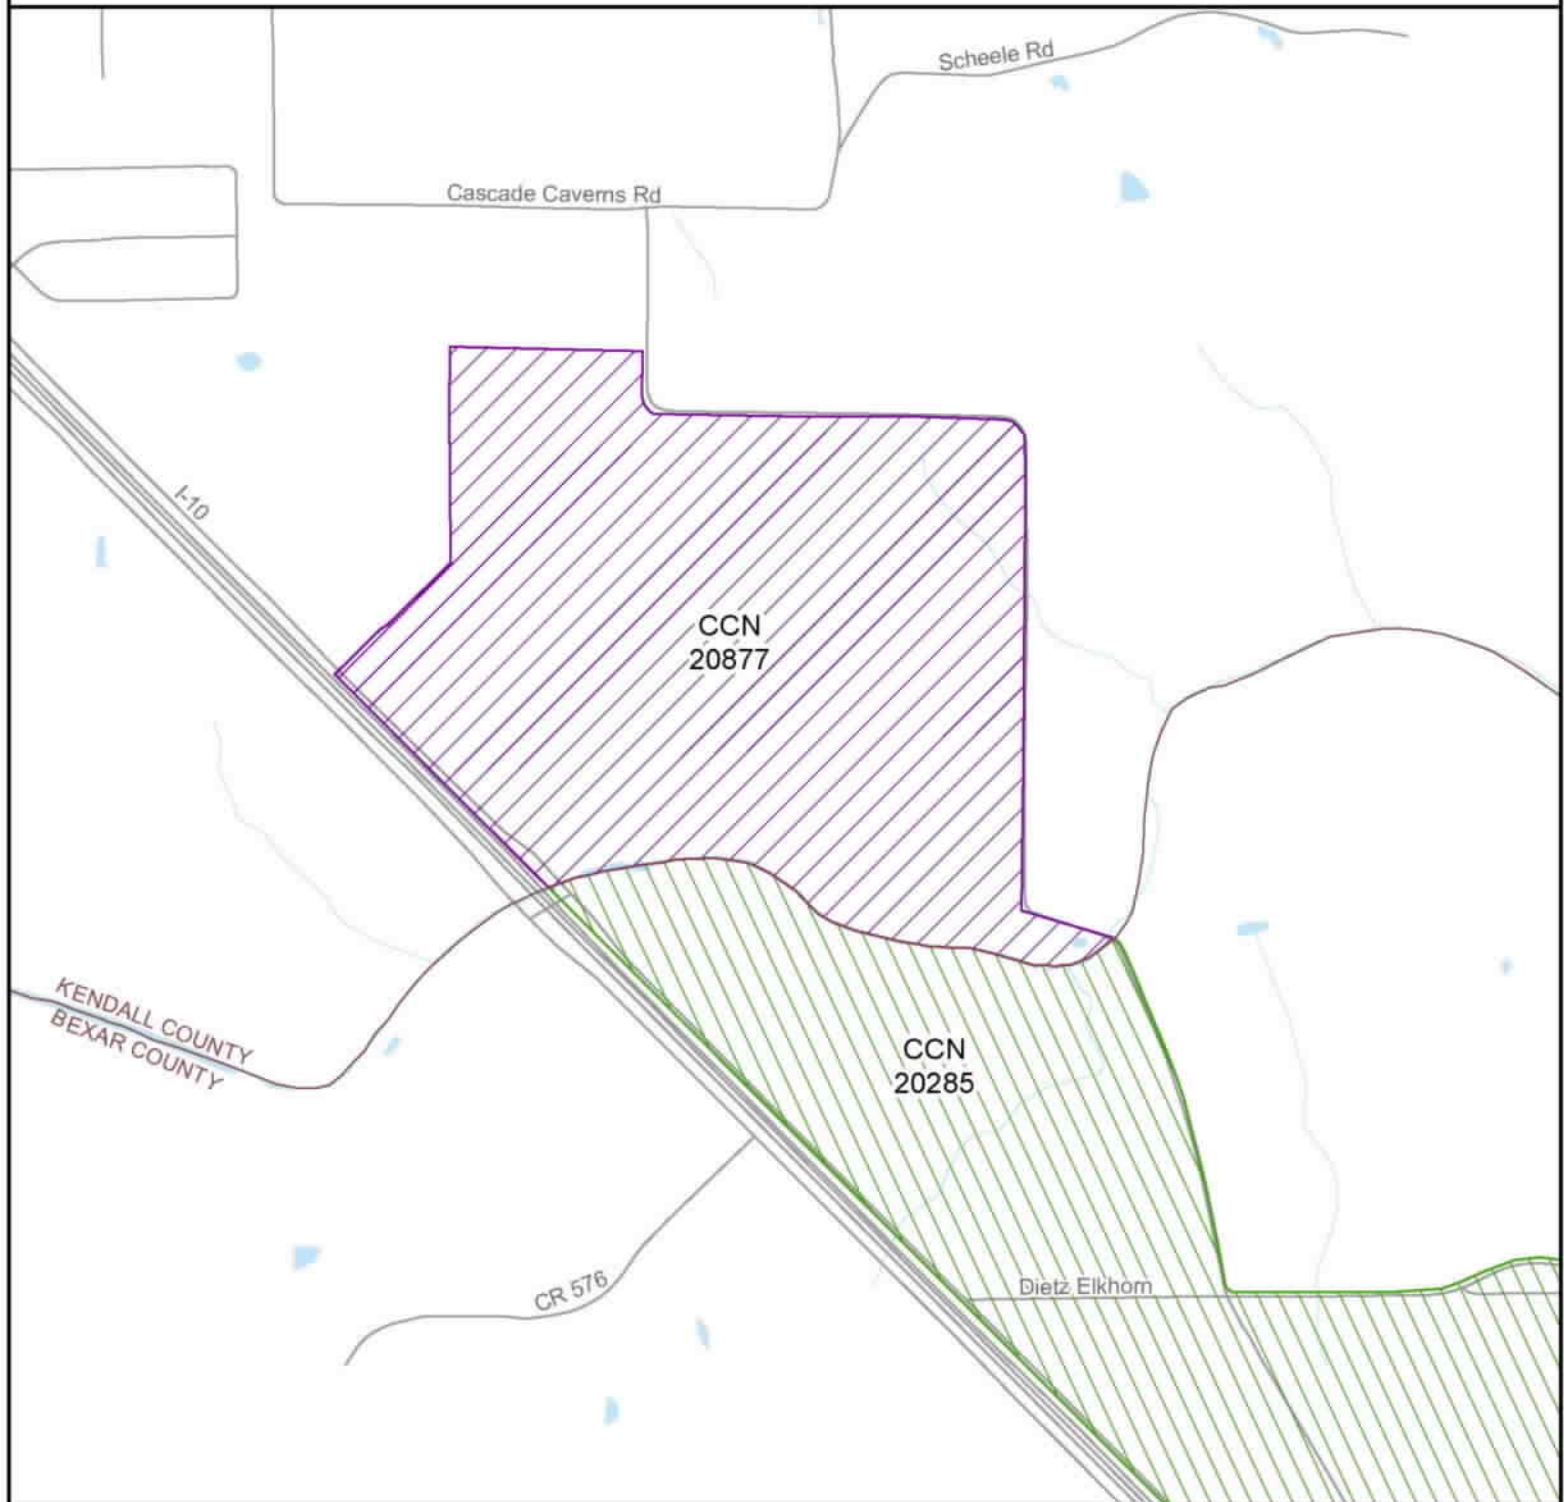 Scheele Rd
Cascade Caverns Rd
I-10
CCN
20877
KENDALL COUNTY
BEXAR COUNTY
CCN
20285
Dietz Elkhorn
CR 576